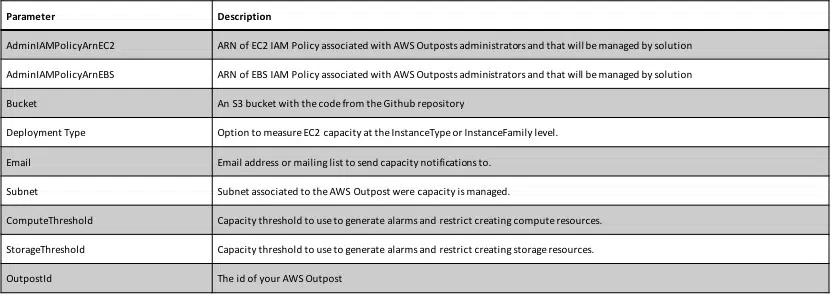 Parameter Description
AdminIAMPolicyArnEC2 ARN of EC2 IAM Policy associated with AWS Outposts administrators and that will be managed by solution
AdminIAMPolicyArnEBS ARN of EBS IAM Policy associated with AWS Outposts administrators and that will be managed by solution
Bucket An S3 bucket with the code from the Github repository
Deployment Type Option to measure EC2 capacity at the InstanceType or InstanceFamily level.
Email Email address or mailing list to send capacity notifications to.
Subnet Subnet associated to the AWS Outpost were capacity is managed.
ComputeThreshold Capacity threshold to use to generate alarms and restrict creating compute resources.
StorageThreshold Capacity threshold to use to generate alarms and restrict creating storage resources.
OutpostId The id of your AWS Outpost